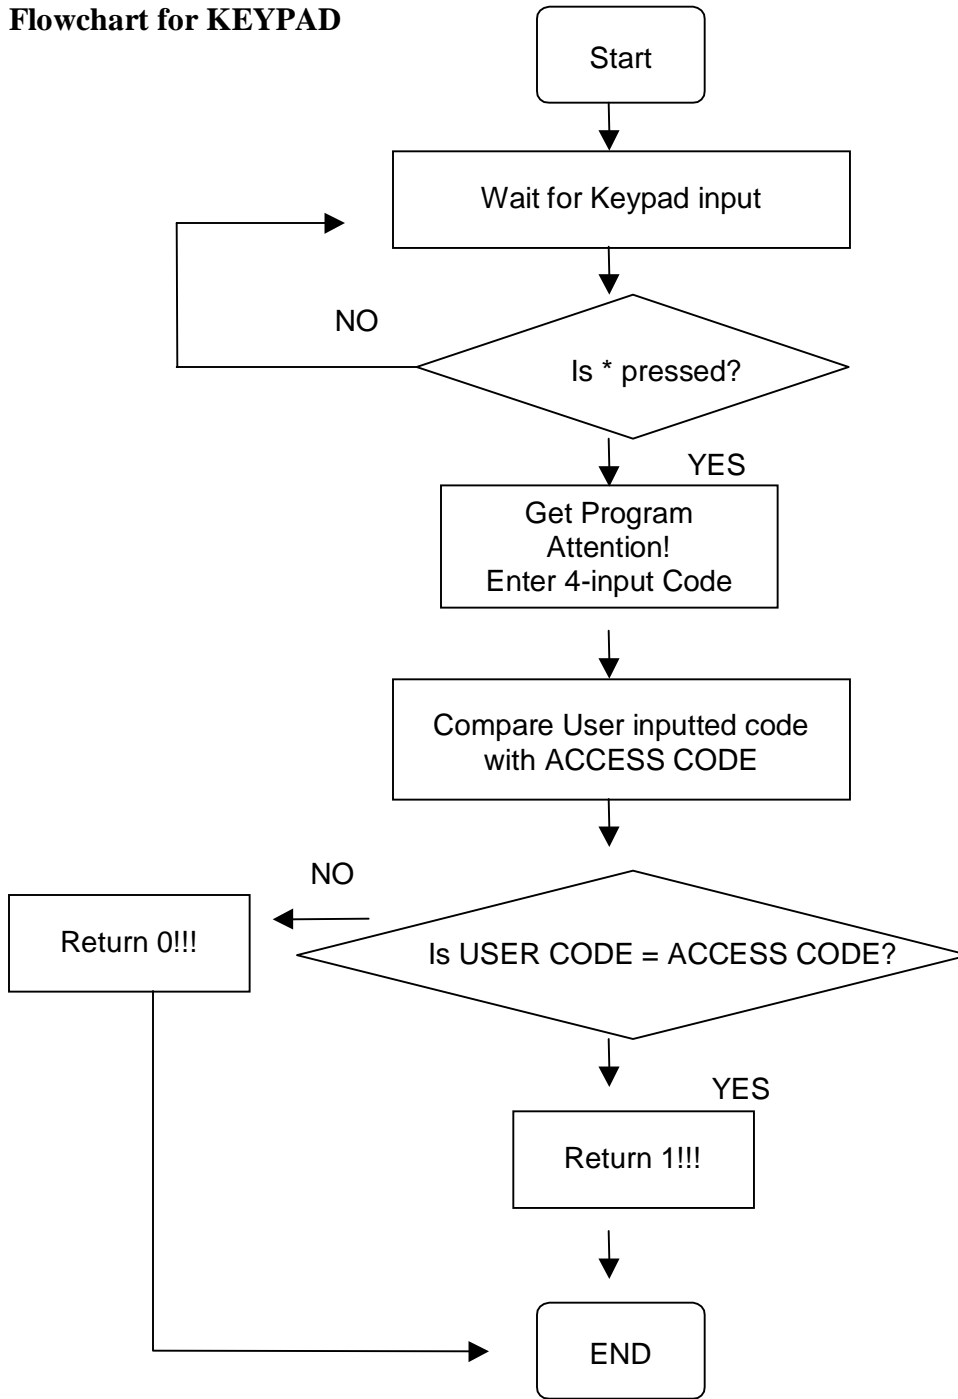 Flowchart for KEYPAD
Start
Wait for Keypad input
NO
Is * pressed?
YES
Get Program
Attention!
Enter 4-input Code
Compare User inputted code
with ACCESS CODE
NO
Return 0!!!
Is USER CODE = ACCESS CODE?
YES
Return 1!!!
END